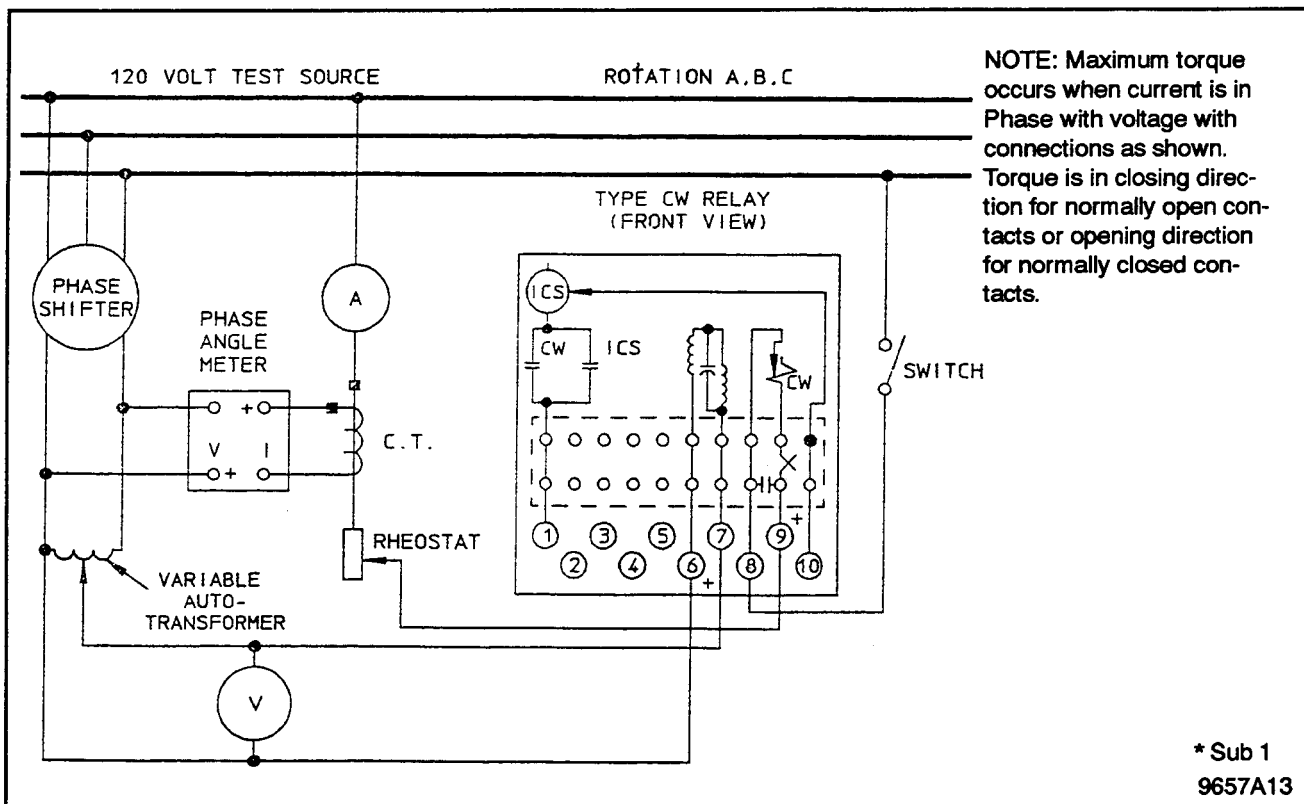 120 VOLT TEST SOURCE
ROTATION A,B,C
NOTE: Maximum torque
occurs when current is in
Phase with voltage with
connections as shown.
Torque is in closing direc-
tion for normally open con-
tacts or opening direction
for normally closed con-
tacts.
TYPE CW RELAY
(FRONT VIEW)
PHASE
SHIFTER
A
PHASE
ANGLE
METER
ICS
CW
ICS
CW
SWITCH
+
V
I
+
C.T.
RHEOSTAT
1
2
3
4
5
6
+
7
8
9
+
10
VARIABLE
AUTO-
TRANSFORMER
V
* Sub 1
9657A13